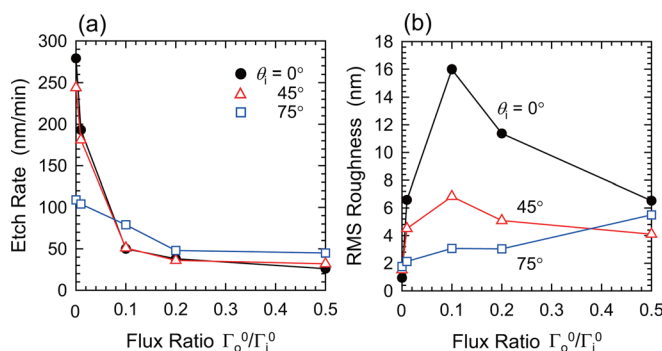 (a)
300
250
200
150
100
50
0
Etch Rate (nm/min)
θi = 0°
45°
75°
0 0.1 0.2 0.3 0.4 0.5
Flux Ratio Γo⁰/Γi⁰
(b)
18
16
14
12
10
8
6
4
2
0
RMS Roughness (nm)
θi = 0°
45°
75°
0 0.1 0.2 0.3 0.4 0.5
Flux Ratio Γo⁰/Γi⁰